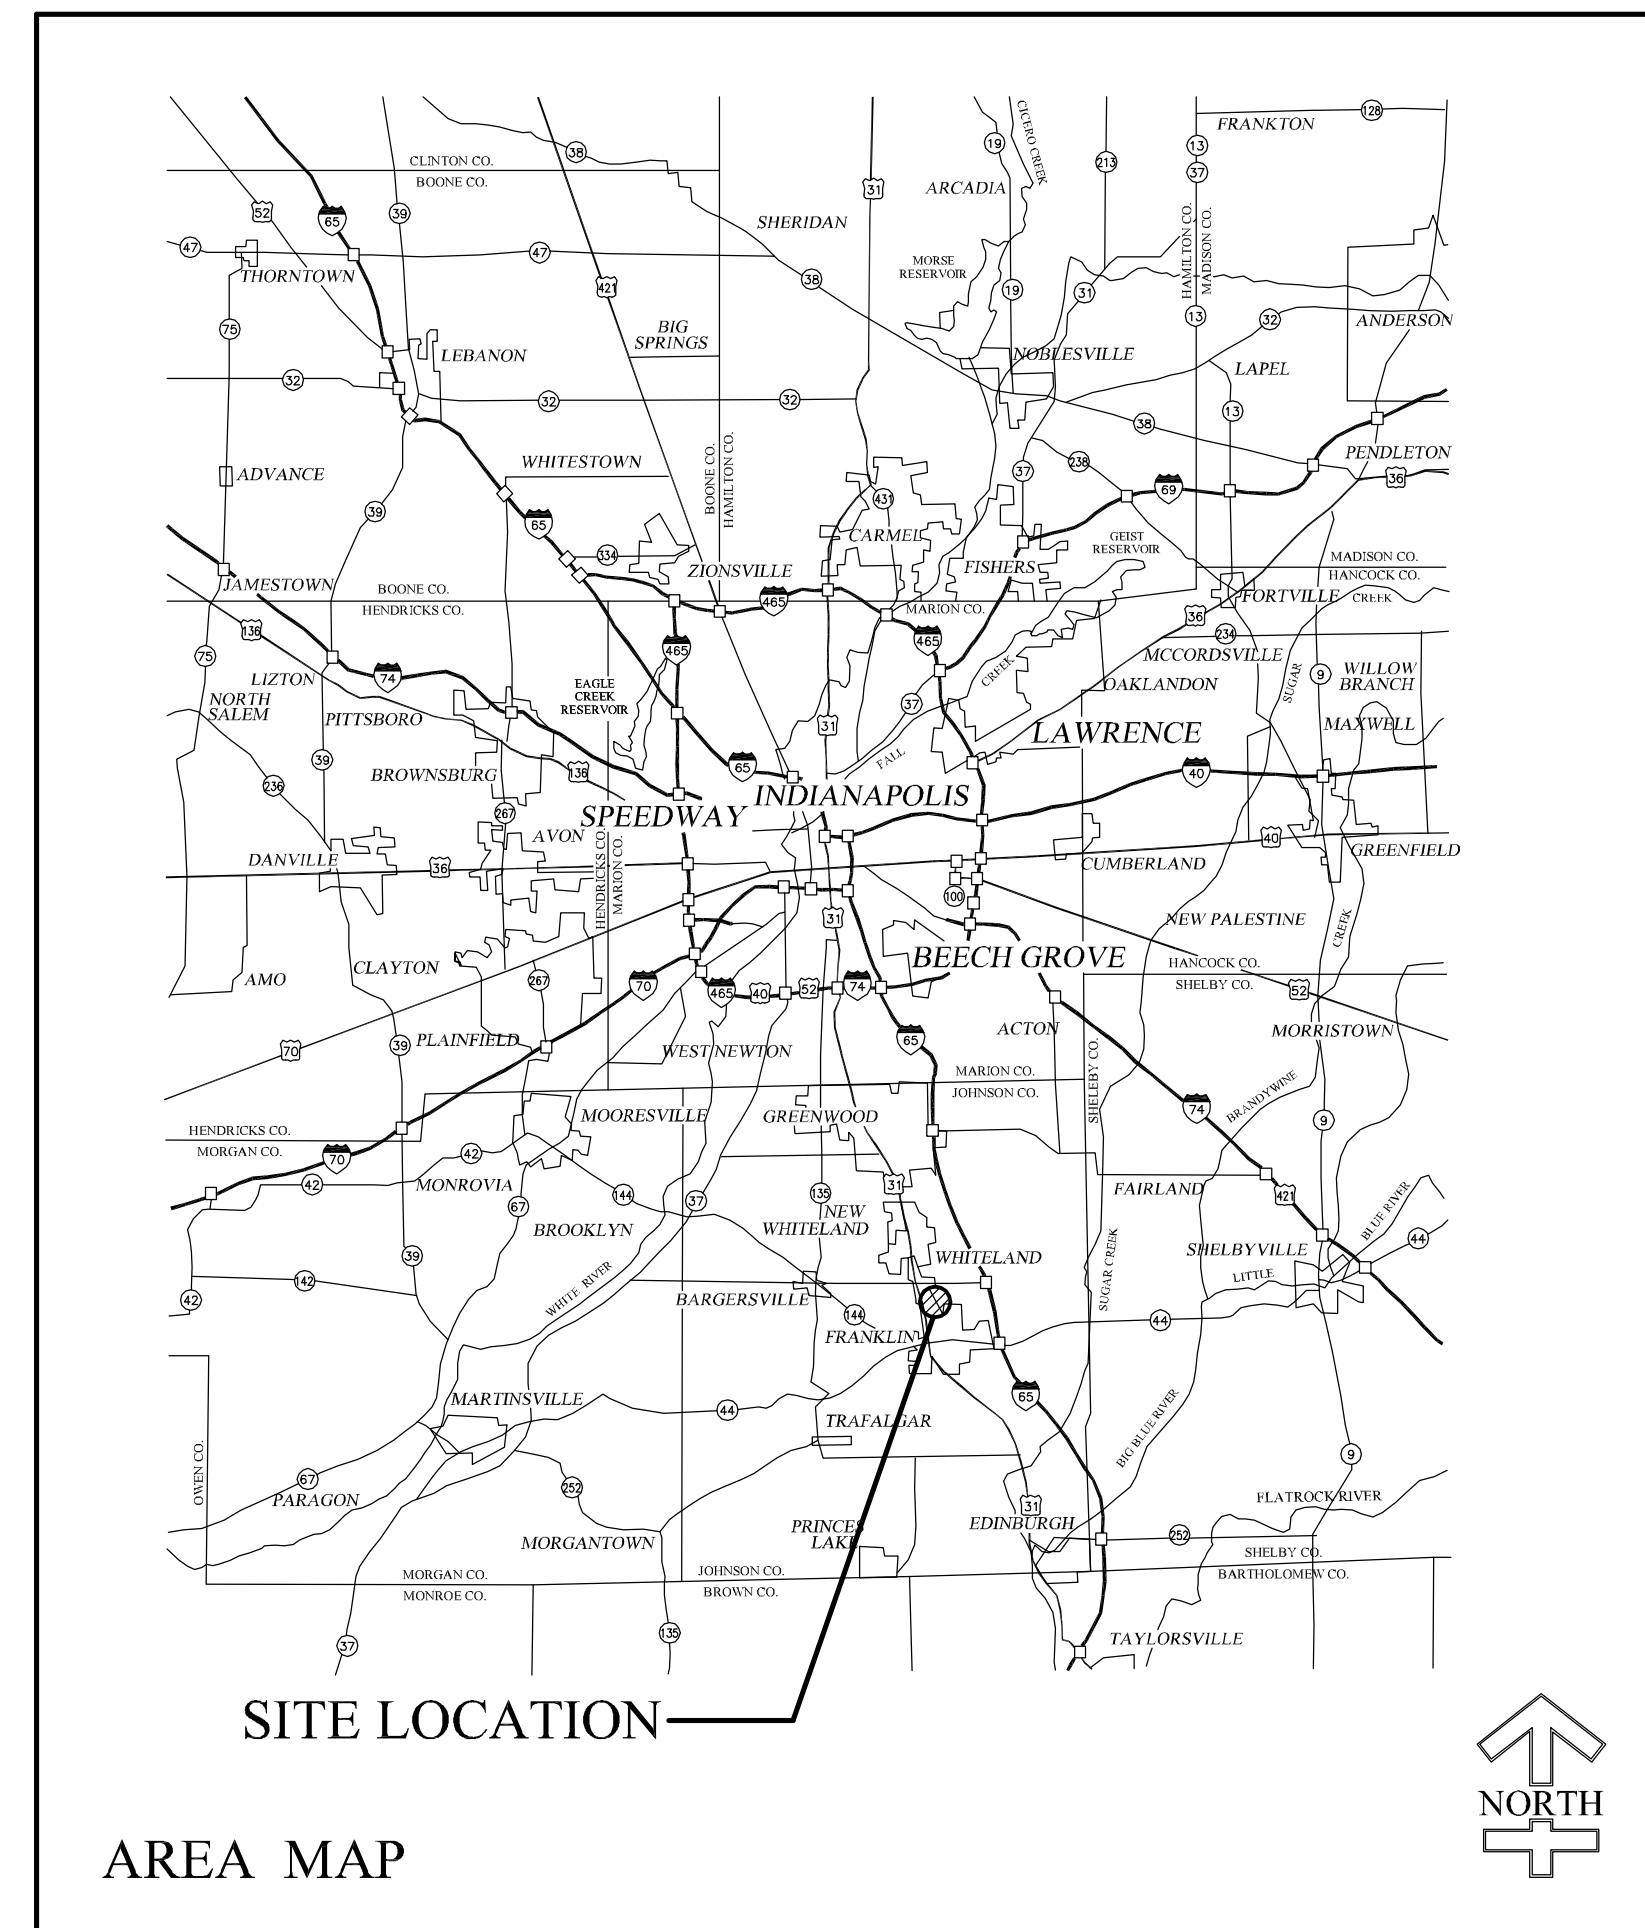 128
FRANKTON
CICERO CREEK
19
13
38
CLINTON CO.
BOONE CO.
213
37
31
ARCADIA
52
65
39
SHERIDAN
HAMILTON CO.
MADISON CO.
47
47
THORNTOWN
MORSE
RESERVOIR
38
421
19
31
13
32
ANDERSON
75
BIG
SPRINGS
LEBANON
NOBLESVILLE
LAPEL
32
32
32
13
38
PENDLETON
WHITESTOWN
BOONE CO.
HAMILTON CO.
238
37
ADVANCE
36
69
431
39
65
CARMEL
GEIST
RESERVOIR
334
MADISON CO.
HANCOCK CO.
ZIONSVILLE
FISHERS
JAMESTOWN
BOONE CO.
HENDRICKS CO.
465
MARION CO.
FORTVILLE
CREEK
36
136
465
465
234
75
MCCORDSVILLE
LIZTON
74
EAGLE
CREEK
RESERVOIR
CREEK
OAKLANDON
SUGAR
9
WILLOW
BRANCH
NORTH
SALEM
PITTSBORO
37
31
LAWRENCE
MAXWELL
39
BROWNSBURG
136
65
FALL
40
236
INDIANAPOLIS
SPEEDWAY
267
AVON
HENDRICKS CO.
MARION CO.
40
GREENFIELD
DANVILLE
36
CUMBERLAND
100
31
NEW PALESTINE
CREEK
BEECH GROVE
CLAYTON
HANCOCK CO.
SHELBY CO.
AMO
267
70
465
40
52
74
52
MORRISTOWN
ACTON
65
PLAINFIELD
39
70
WEST NEWTON
SHELBY CO.
MARION CO.
JOHNSON CO.
BRANDYWINE
74
MOORESVILLE
GREENWOOD
9
HENDRICKS CO.
MORGAN CO.
70
42
42
MONROVIA
144
37
135
31
FAIRLAND
421
BLUE RIVER
67
BROOKLYN
NEW
WHITELAND
44
39
WHITELAND
SHELBYVILLE
SUGAR CREEK
LITTLE
142
WHITE RIVER
42
BARGERSVILLE
144
44
FRANKLIN
MARTINSVILLE
65
44
TRAFALGAR
BIG BLUE RIVER
9
OWEN CO.
67
PARAGON
252
FLATROCK RIVER
31
EDINBURGH
PRINCES
LAKE
MORGANTOWN
252
SHELBY CO.
BARTHOLOMEW CO.
MORGAN CO.
MONROE CO.
JOHNSON CO.
BROWN CO.
37
135
TAYLORSVILLE
SITE LOCATION
NORTH
AREA MAP